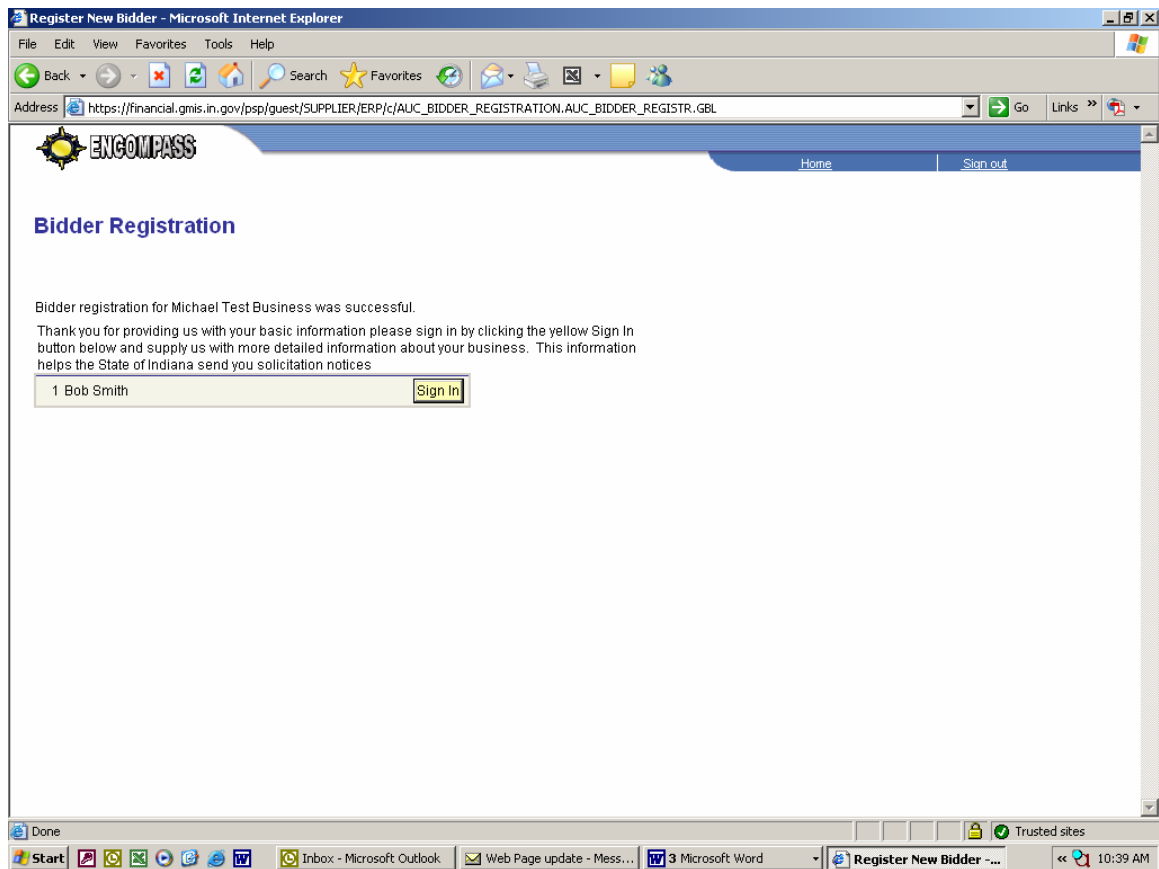 Register New Bidder - Microsoft Internet Explorer
File Edit View Favorites Tools Help
Back Search Favorites
Address https://financial.gmis.in.gov/psp/guest/SUPPLIER/ERP/c/AUC_BIDDER_REGISTRATION.AUC_BIDDER_REGISTR.GBL Go Links »
ENCOMPASS
Home Sign out
Bidder Registration
Bidder registration for Michael Test Business was successful.
Thank you for providing us with your basic information please sign in by clicking the yellow Sign In
button below and supply us with more detailed information about your business. This information
helps the State of Indiana send you solicitation notices
1 Bob Smith Sign In
Done Trusted sites
Start Inbox - Microsoft Outlook Web Page update - Mess... 3 Microsoft Word Register New Bidder -... « 10:39 AM